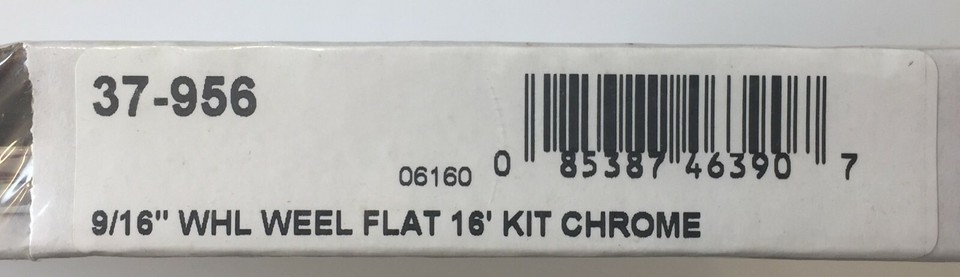 37-956
06160 0 85387 46390 7
9/16" WHL WEEL FLAT 16' KIT CHROME